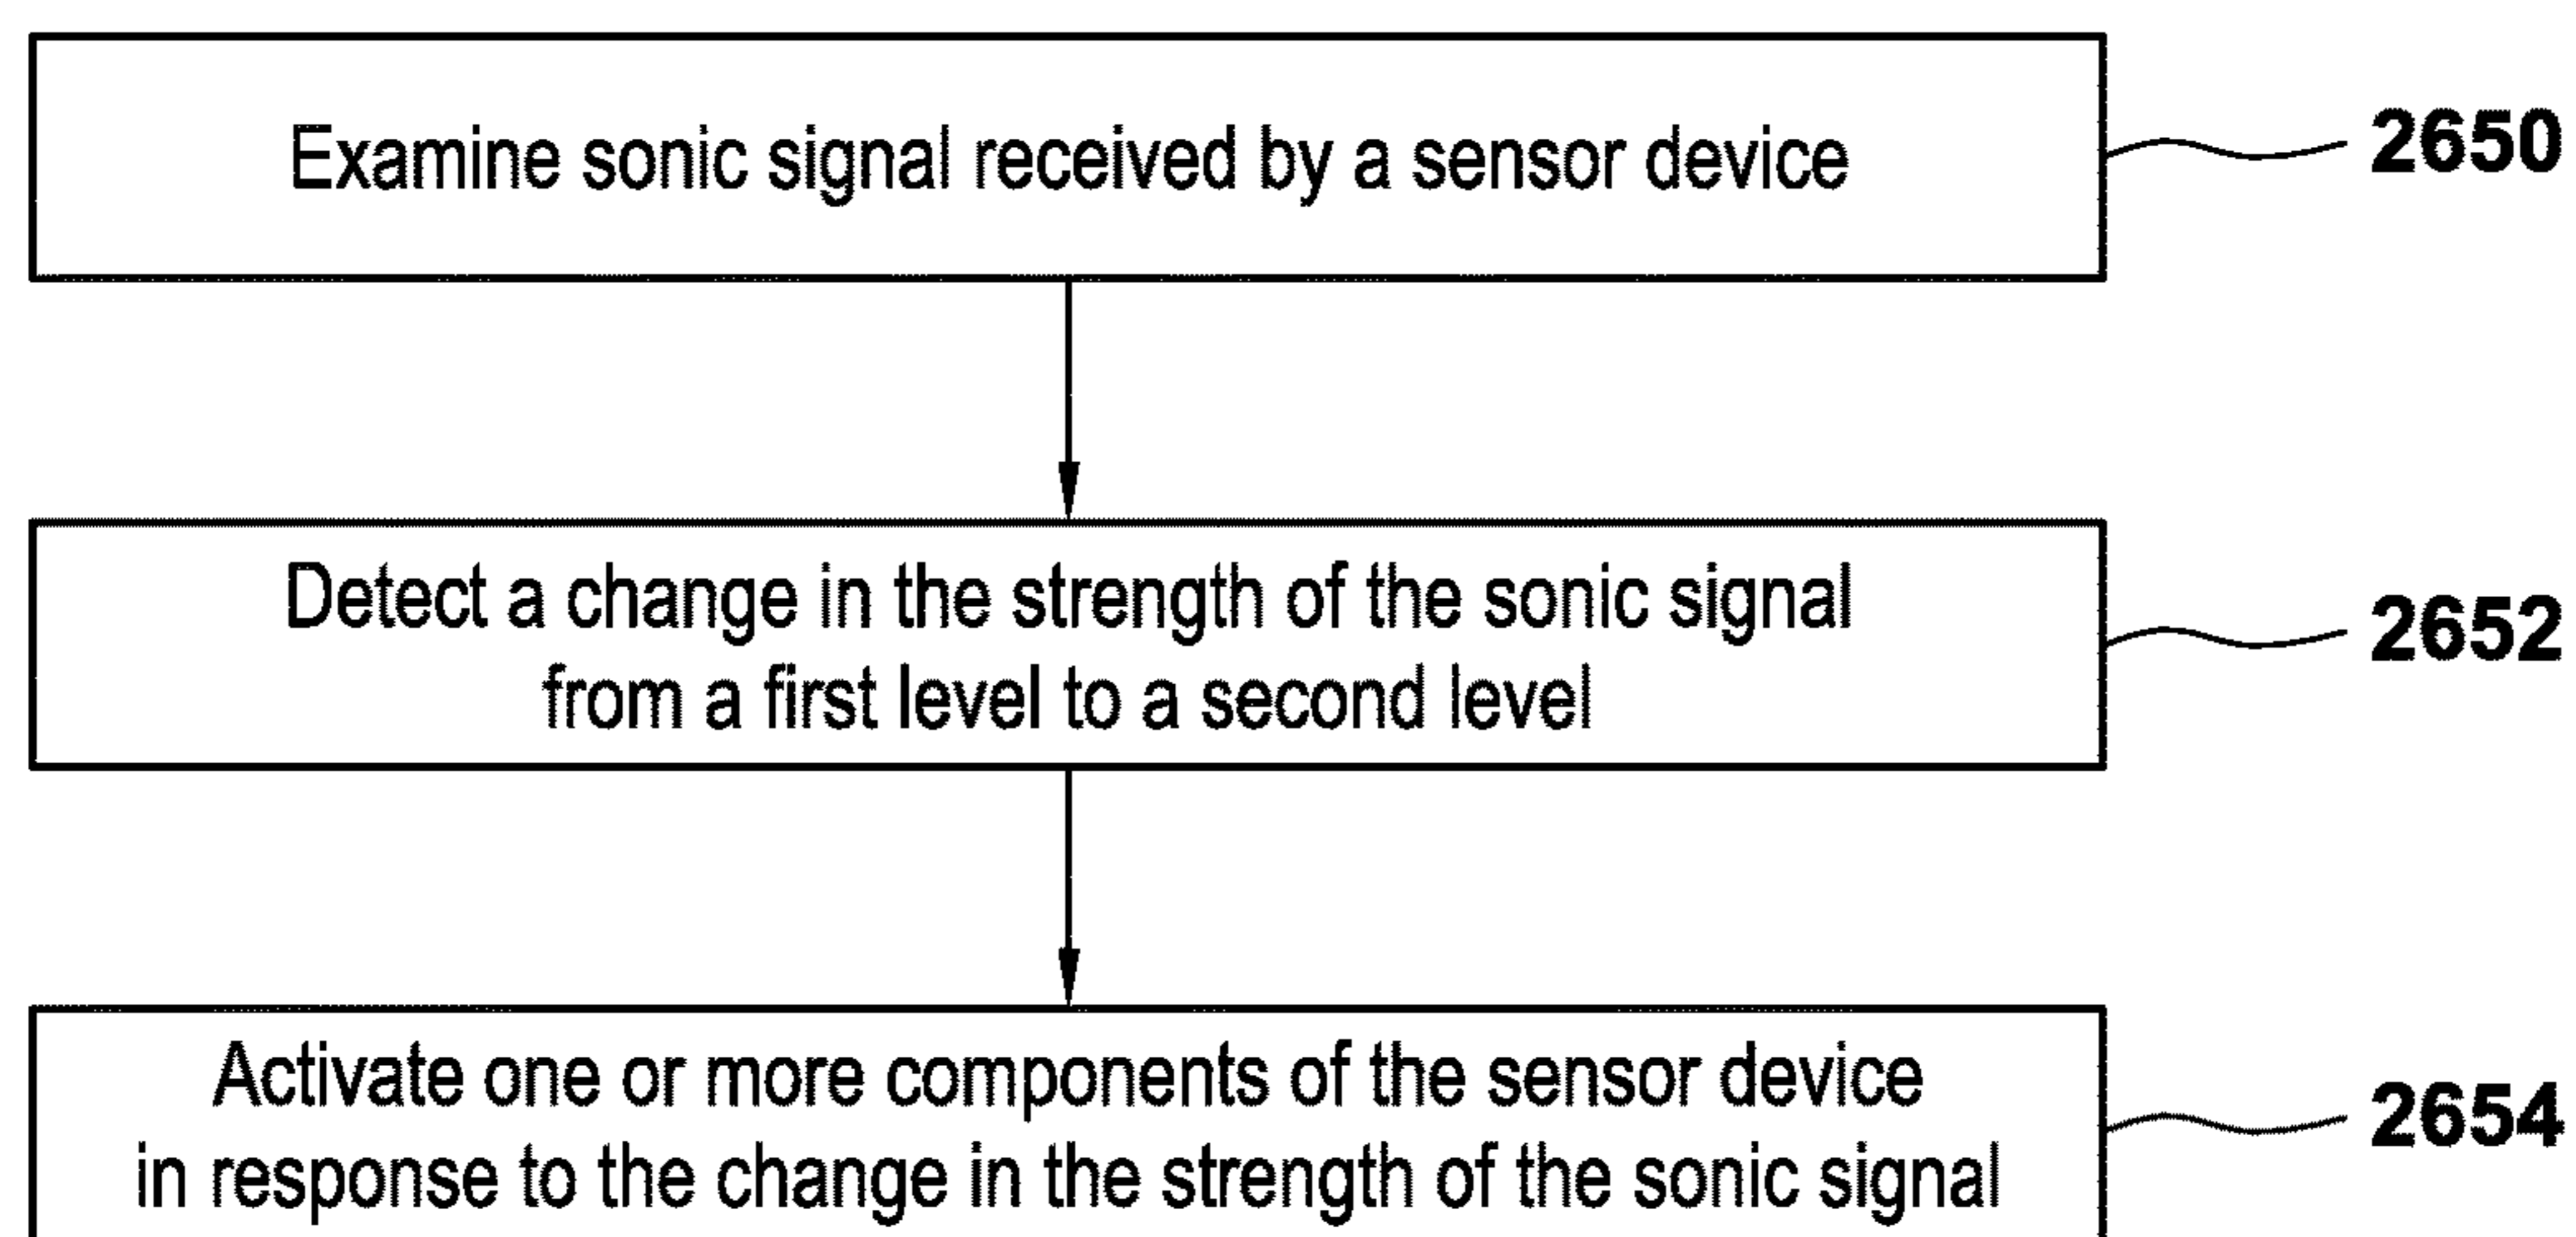 Examine sonic signal received by a sensor device
2650
Detect a change in the strength of the sonic signal
from a first level to a second level
2652
Activate one or more components of the sensor device
in response to the change in the strength of the sonic signal
2654